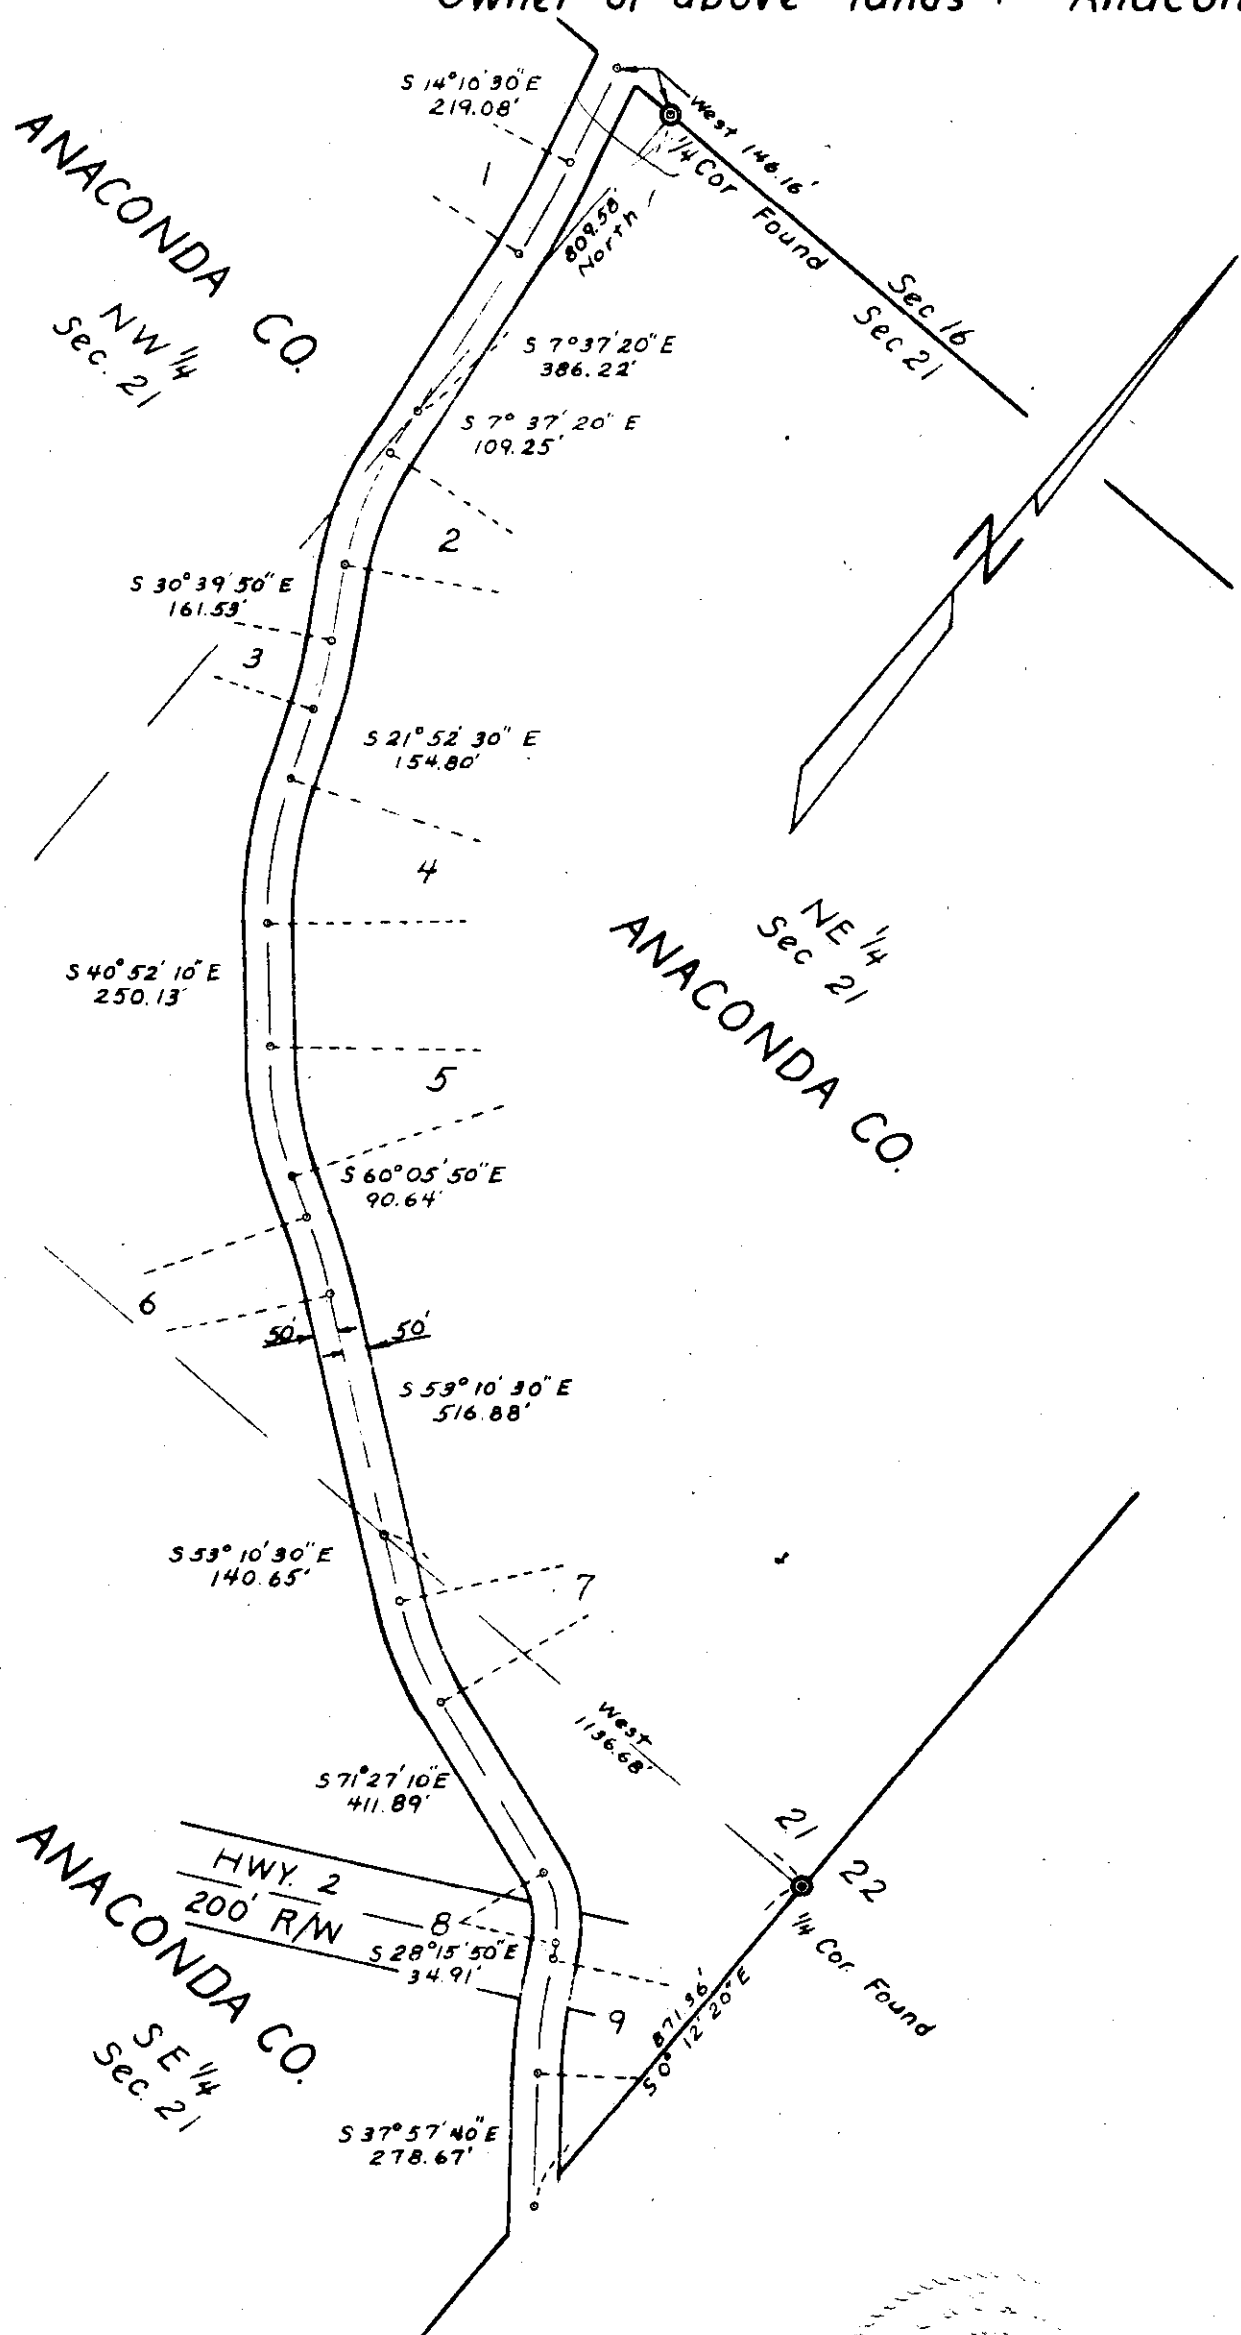 Owner of above lands :
S 14°10'30"E
219.08'
West 146.16'
1/4 Cor Found
ANACONDA CO.
NW 1/4
Sec. 21
1
809.58
North
Sec 16
Sec 21
S 7°37'20"E
386.22'
S 7° 37' 20" E
109.25'
N
2
S 30°39'50"E
161.53'
3
S 21°52'30" E
154.80'
4
NE 1/4
Sec 21
ANACONDA CO.
S 40°52'10"E
250.13'
5
S 60°05'50"E
90.64'
6
50'
50'
S 53°10'30"E
516.88'
S 53°10'30"E
140.65'
7
West
1136.68'
S 71°27'10"E
411.89'
21
22
1/4 Cor. Found
HWY. 2
200' R/W
8
S 28°15'50"E
34.91'
ANACONDA CO.
SE 1/4
Sec. 21
9
871.36'
S 0° 12' 20" E
S 37°57'40"E
278.67'